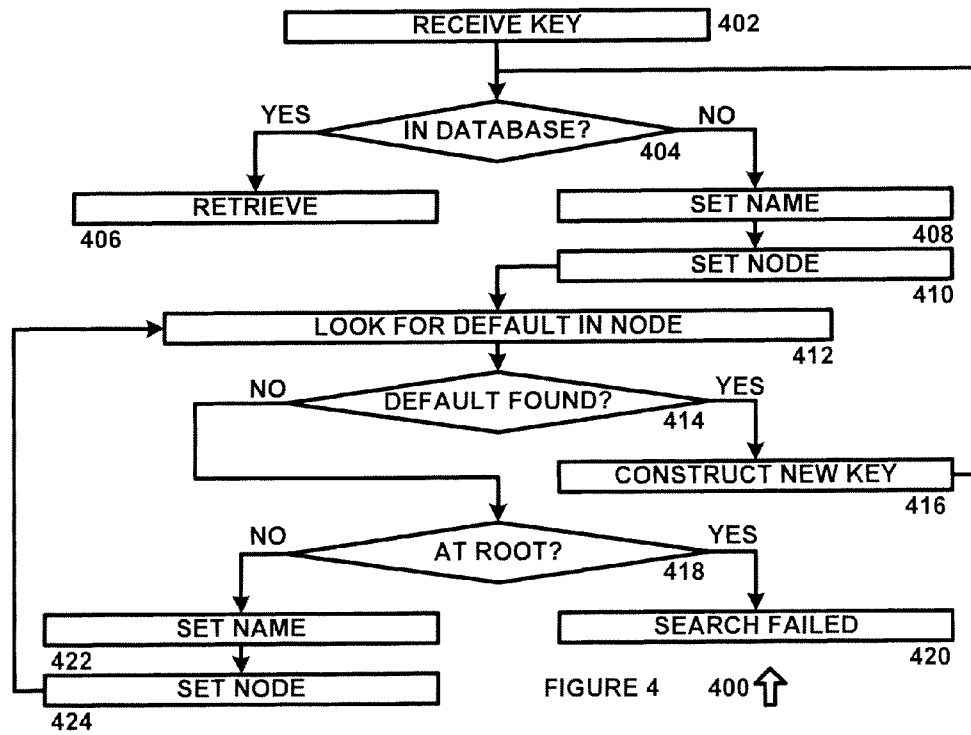 RECEIVE KEY 402
YES
NO
IN DATABASE?
404
RETRIEVE
406
SET NAME
408
SET NODE
410
LOOK FOR DEFAULT IN NODE
412
NO
YES
DEFAULT FOUND?
414
CONSTRUCT NEW KEY
416
NO
YES
AT ROOT?
418
SET NAME
422
SEARCH FAILED
420
SET NODE
424
FIGURE 4 400